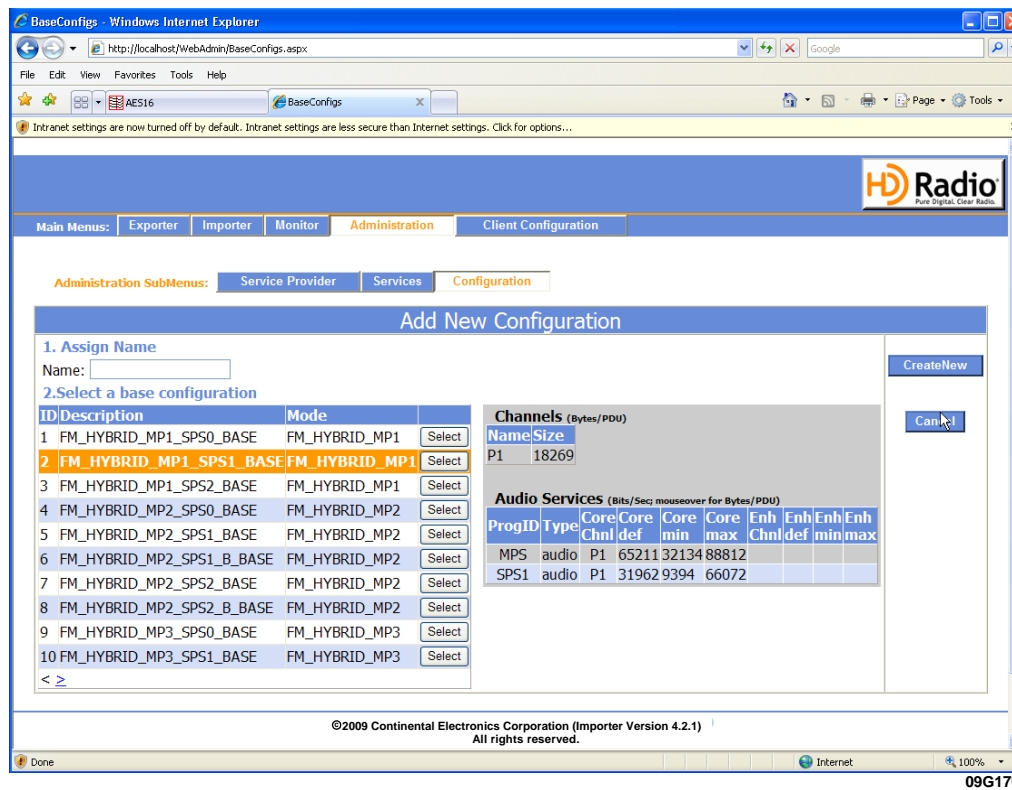 BaseConfigs - Windows Internet Explorer
http://localhost/WebAdmin/BaseConfigs.aspx
Google
File Edit View Favorites Tools Help
AES16
BaseConfigs
Page
Tools
Intranet settings are now turned off by default. Intranet settings are less secure than Internet settings. Click for options...
HD Radio
Pure Digital. Clear Radio.
Main Menus: Exporter Importer Monitor Administration Client Configuration
Administration SubMenus: Service Provider Services Configuration
Add New Configuration
1. Assign Name
Name:
CreateNew
2.Select a base configuration
Cancel
ID Description Mode
1 FM_HYBRID_MP1_SPS0_BASE FM_HYBRID_MP1 Select
2 FM_HYBRID_MP1_SPS1_BASE FM_HYBRID_MP1 Select
3 FM_HYBRID_MP1_SPS2_BASE FM_HYBRID_MP1 Select
4 FM_HYBRID_MP2_SPS0_BASE FM_HYBRID_MP2 Select
5 FM_HYBRID_MP2_SPS1_BASE FM_HYBRID_MP2 Select
6 FM_HYBRID_MP2_SPS1_B_BASE FM_HYBRID_MP2 Select
7 FM_HYBRID_MP2_SPS2_BASE FM_HYBRID_MP2 Select
8 FM_HYBRID_MP2_SPS2_B_BASE FM_HYBRID_MP2 Select
9 FM_HYBRID_MP3_SPS0_BASE FM_HYBRID_MP3 Select
10 FM_HYBRID_MP3_SPS1_BASE FM_HYBRID_MP3 Select
< >
Channels (Bytes/PDU)
Name Size
P1 18269
Audio Services (Bits/Sec; mouseover for Bytes/PDU)
ProgID Type Core Chnl Core def Core min Core max Enh Chnl Enh def Enh min Enh max
MPS audio P1 65211 32134 88812
SPS1 audio P1 31962 9394 66072
©2009 Continental Electronics Corporation (Importer Version 4.2.1)
All rights reserved.
Done
Internet
100%
09G17